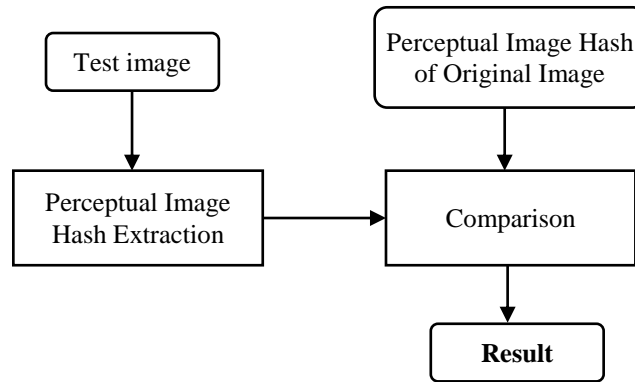 Test image
Perceptual Image Hash
of Original Image
Perceptual Image
Hash Extraction
Comparison
Result